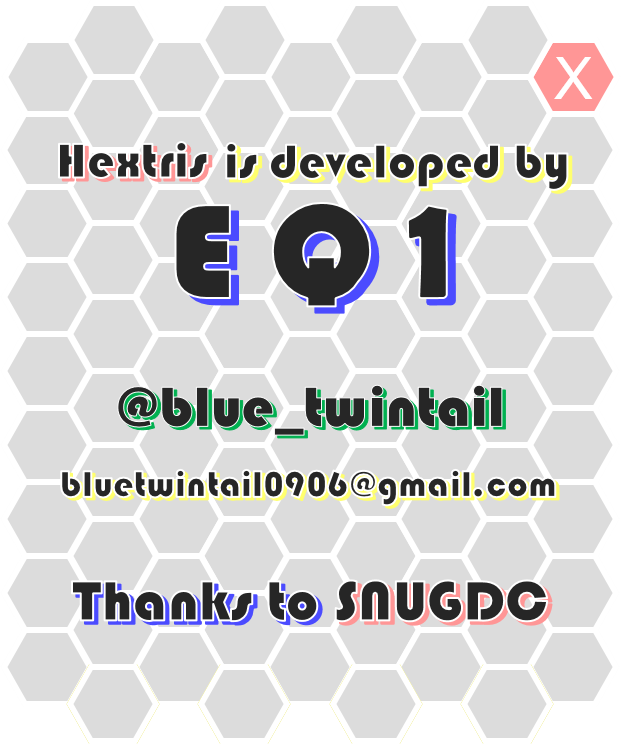 X
Hextris is developed by
EQ1
@blue_twintail
bluetwintail0906@gmail.com
Thanks to SNUGDC